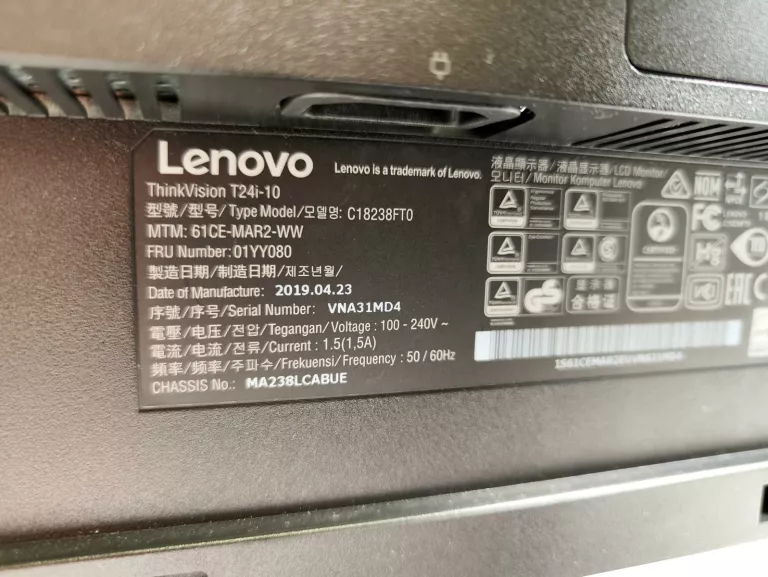 Lenovo
Lenovo is a trademark of Lenovo.
ThinkVision T24i-10
型號/型号/Type Model/모델명: C18238FT0
MTM: 61CE-MAR2-WW
FRU Number: 01YY080
製造日期/制造日期/제조년월/
Date of Manufacture: 2019.04.23
序號/序号/Serial Number: VNA31MD4
電壓/电压/전압/Tegangan/Voltage : 100 - 240V ~
電流/电流/전류/Current : 1.5(1,5A)
頻率/频率/주파수/Frekuensi/Frequency : 50 / 60Hz
CHASSIS No.: MA238LCABUE
液晶顯示器/液晶显示器/LCD Monitor/
모니터/Monitor Komputer Lenovo
NOM
FC
GS
EAC